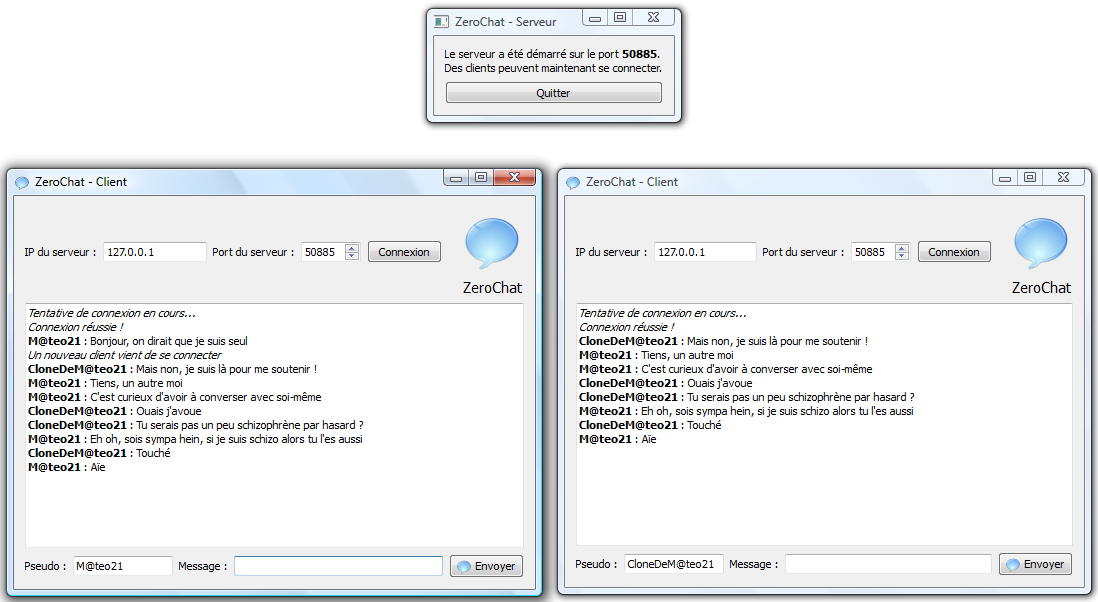 ZeroChat - Serveur
Le serveur a été démarré sur le port 50885.
Des clients peuvent maintenant se connecter.
Quitter
ZeroChat - Client
IP du serveur : 127.0.0.1 Port du serveur : 50885 Connexion
ZeroChat
Tentative de connexion en cours...
Connexion réussie !
M@teo21 : Bonjour, on dirait que je suis seul
Un nouveau client vient de se connecter
CloneDeM@teo21 : Mais non, je suis là pour me soutenir !
M@teo21 : Tiens, un autre moi
M@teo21 : C'est curieux d'avoir à converser avec soi-même
CloneDeM@teo21 : Ouais j'avoue
CloneDeM@teo21 : Tu serais pas un peu schizophrène par hasard ?
M@teo21 : Eh oh, sois sympa hein, si je suis schizo alors tu l'es aussi
CloneDeM@teo21 : Touché
M@teo21 : Aïe
Pseudo : M@teo21 Message : Envoyer
ZeroChat - Client
IP du serveur : 127.0.0.1 Port du serveur : 50885 Connexion
ZeroChat
Tentative de connexion en cours...
Connexion réussie !
CloneDeM@teo21 : Mais non, je suis là pour me soutenir !
M@teo21 : Tiens, un autre moi
M@teo21 : C'est curieux d'avoir à converser avec soi-même
CloneDeM@teo21 : Ouais j'avoue
CloneDeM@teo21 : Tu serais pas un peu schizophrène par hasard ?
M@teo21 : Eh oh, sois sympa hein, si je suis schizo alors tu l'es aussi
CloneDeM@teo21 : Touché
M@teo21 : Aïe
Pseudo : CloneDeM@teo21 Message : Envoyer